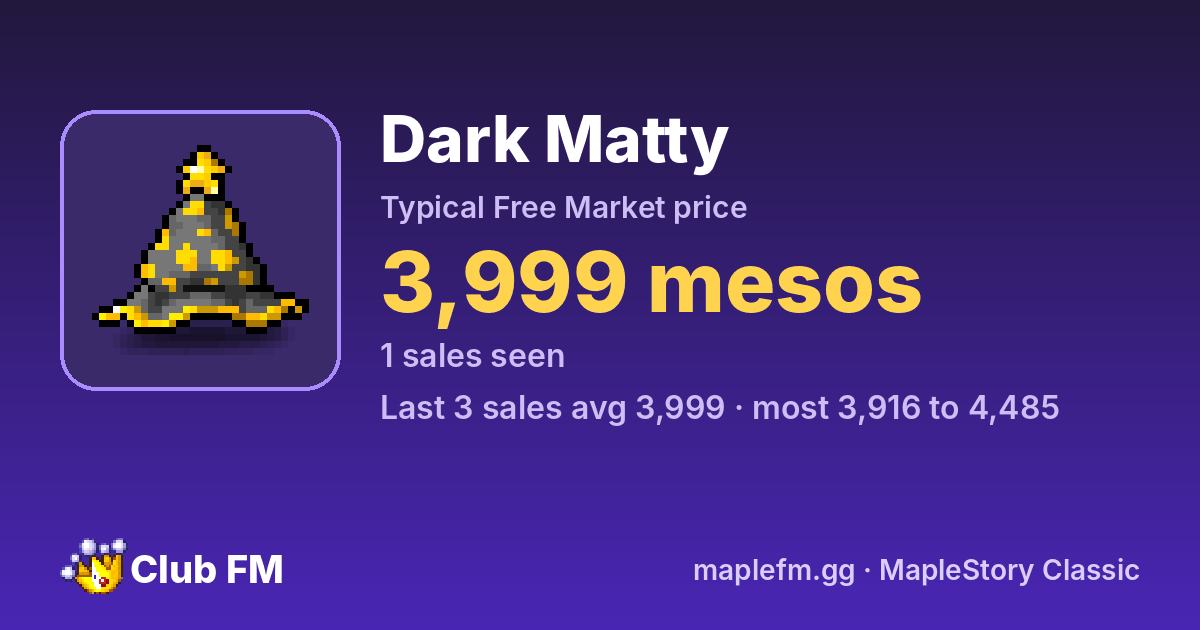 Dark Matty
Typical Free Market price
3,999 mesos
1 sales seen
Last 3 sales avg 3,999 · most 3,916 to 4,485
Club FM
maplefm.gg · MapleStory Classic